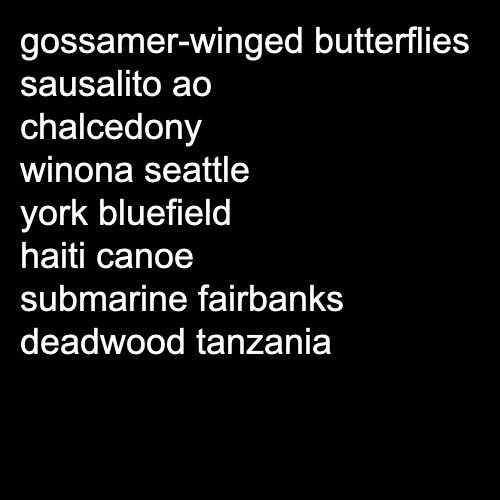 gossamer-winged butterflies
sausalito ao
chalcedony
winona seattle
york bluefield
haiti canoe
submarine fairbanks
deadwood tanzania